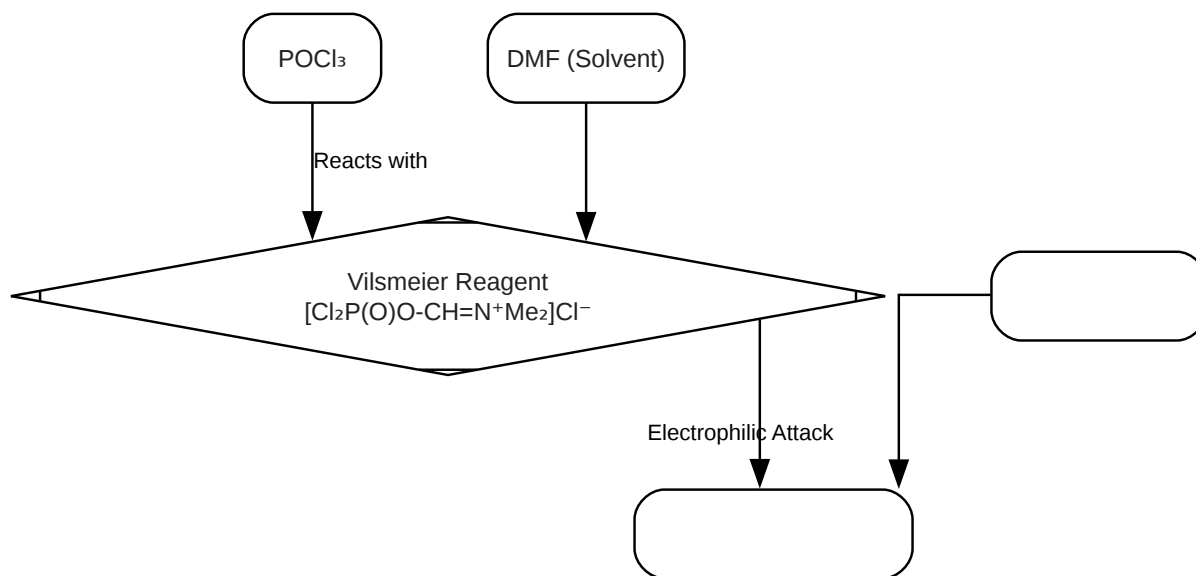 POCl₃
DMF (Solvent)
Reacts with
Vilsmeier Reagent
[Cl₂P(O)O-CH=N⁺Me₂]Cl⁻
Electrophilic Attack